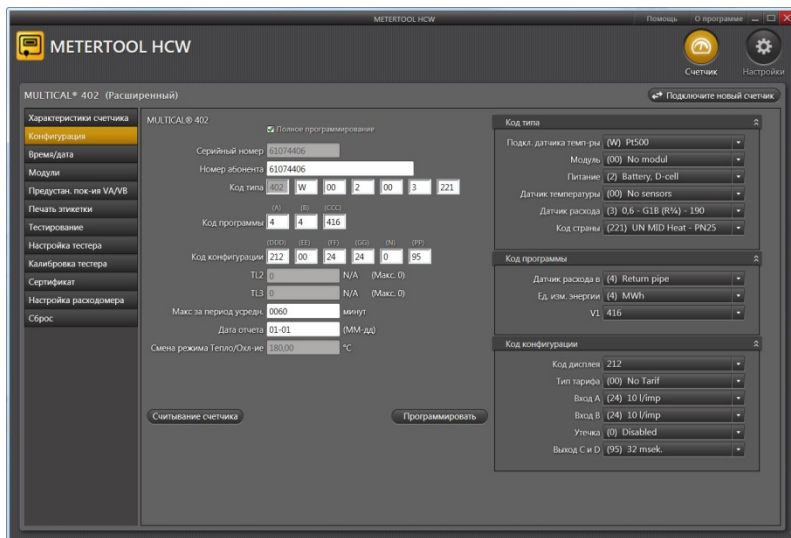 METERTOOL HCW
Помощь О программе
METERTOOL HCW
Счетчик Настройки
MULTICAL® 402 (Расширенный)
Подключите новый счетчик
Характеристики счетчика
Конфигурация
Время/дата
Модули
Предустан. пок-ия VA/VB
Печать этикетки
Тестирование
Настройка тестера
Калибровка тестера
Сертификат
Настройка расходомера
Сброс
MULTICAL® 402
Полное программирование
Серийный номер 61074406
Номер абонента 61074406
Код типа 402 W 00 2 00 3 221
(A) (B) (CCC)
Код программы 4 4 416
(DDD) (EE) (FF) (GG) (N) (PP)
Код конфигурации 212 00 24 24 0 95
TL2 0 N/A (Макс. 0)
TL3 0 N/A (Макс. 0)
Макс за период усредн. 0060 минут
Дата отчета 01-01 (ММ-дд)
Смена режима Тепло/Охл-ие 180,00 °C
Считывание счетчика Программировать
Код типа
Подкл. датчика темп-ры (W) Pt500
Модуль (00) No modul
Питание (2) Battery, D-cell
Датчик температуры (00) No sensors
Датчик расхода (3) 0,6 - G1B (R¾) - 190
Код страны (221) UN MID Heat - PN25
Код программы
Датчик расхода в (4) Return pipe
Ед. изм. энергии (4) MWh
V1 416
Код конфигурации
Код дисплея 212
Тип тарифа (00) No Tarif
Вход A (24) 10 l/imp
Вход B (24) 10 l/imp
Утечка (0) Disabled
Выход C и D (95) 32 msek.